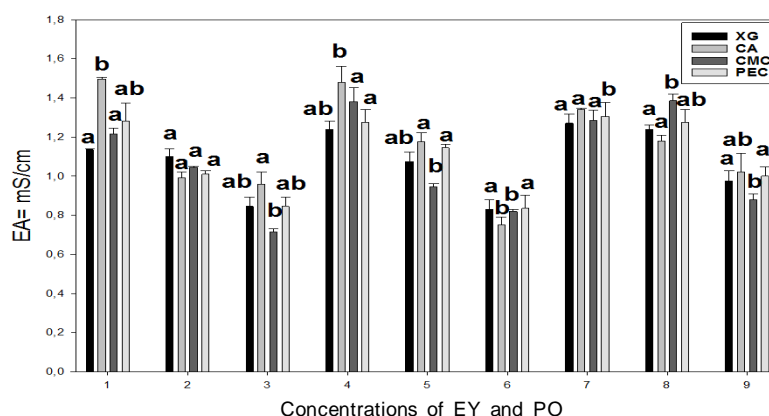 1,8
1,6
1,4
1,2
1,0
0,8
0,6
0,4
0,2
0,0
EA= mS/cm
XG
CA
CMC
PEC
a b a ab
a a a a
ab a b ab
ab b a a
ab a b a
a b b a
a a a a
a a b ab
a a b a
1 2 3 4 5 6 7 8 9
Concentrations of EY and PO